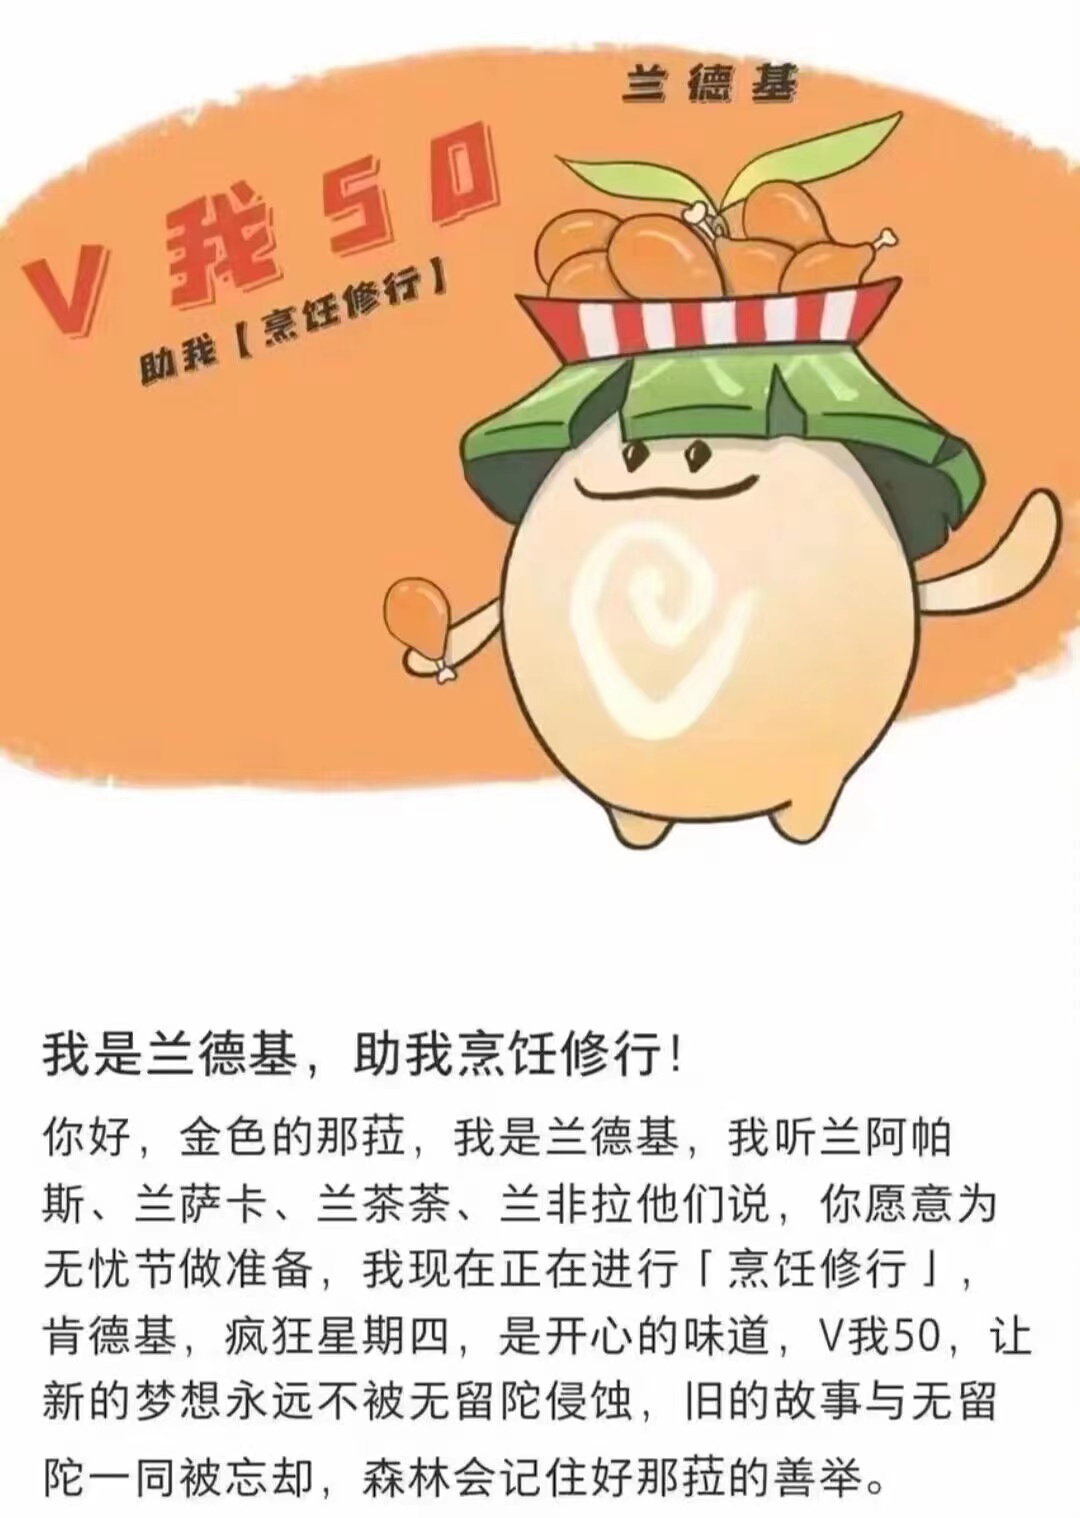 兰德基
V我50
助我【烹饪修行】
我是兰德基，助我烹饪修行！
你好，金色的那菈，我是兰德基，我听兰阿帕
斯、兰萨卡、兰茶荼、兰非拉他们说，你愿意为
无忧节做准备，我现在正在进行「烹饪修行」，
肯德基，疯狂星期四，是开心的味道，V我50，让
新的梦想永远不被无留陀侵蚀，旧的故事与无留
陀一同被忘却，森林会记住好那菈的善举。